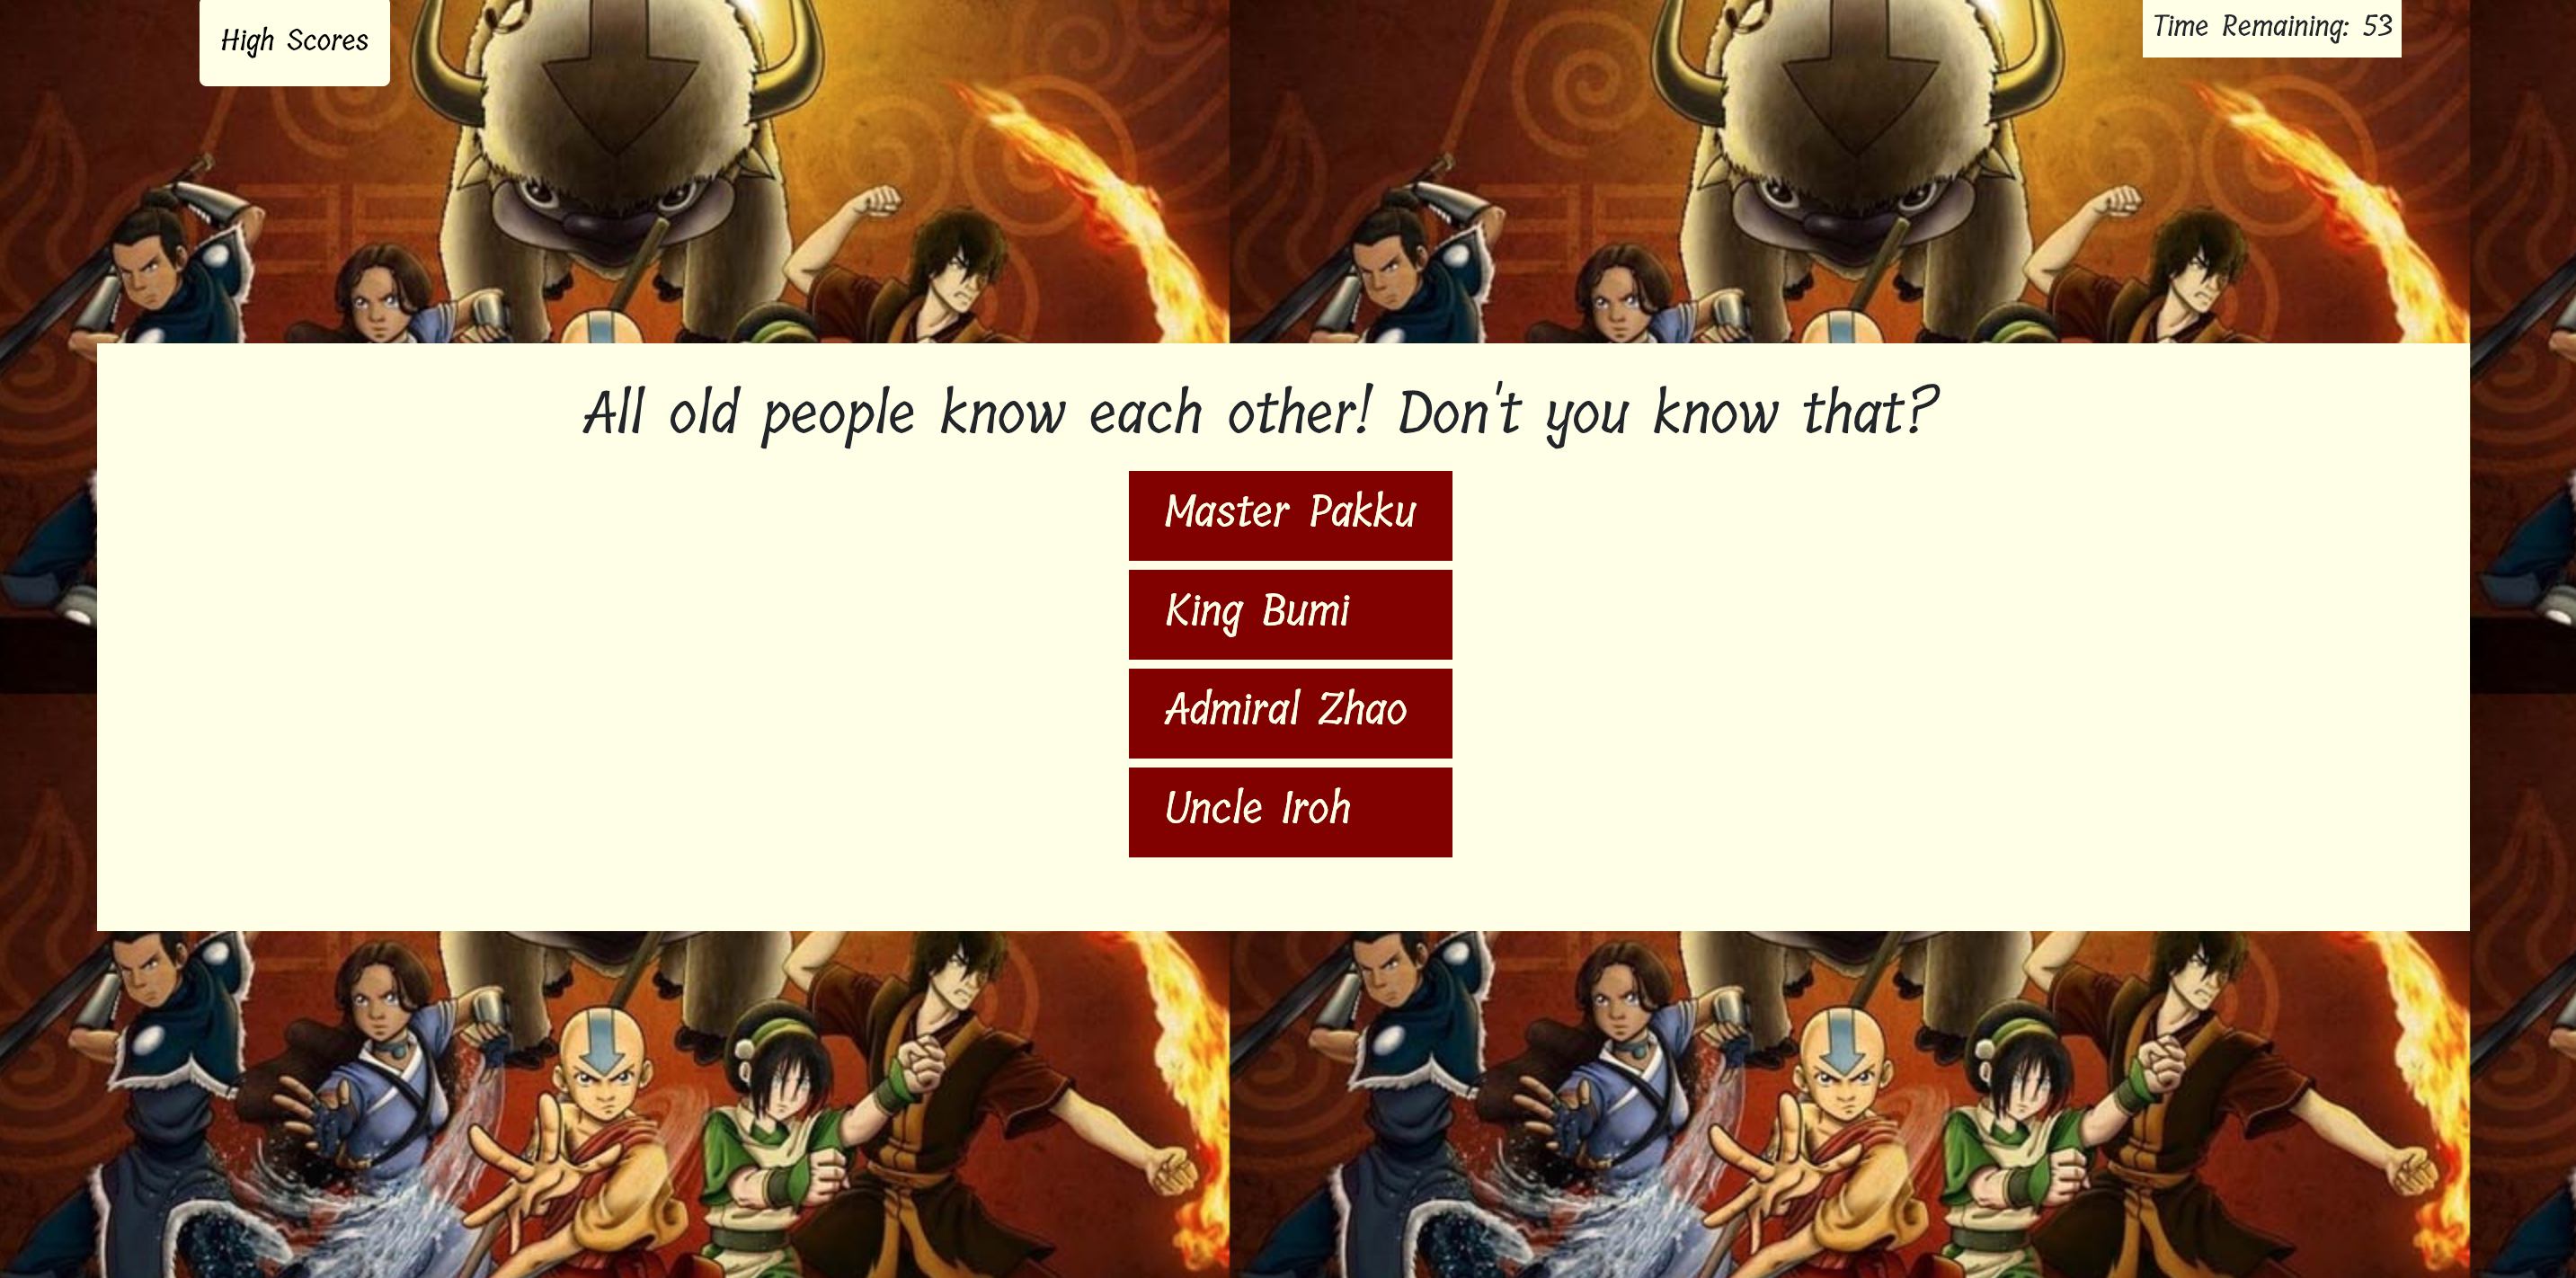 High Scores
Time Remaining: 53
All old people know each other! Don't you know that?
Master Pakku
King Bumi
Admiral Zhao
Uncle Iroh